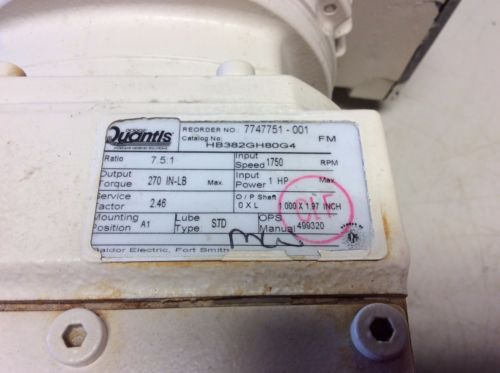 DODGE Quantis REORDER NO.: 7747751-001
Catalog No.: HB382GH80G4 FM
Ratio 7.5:1 Input Speed 1750 RPM
Output Torque 270 IN-LB Max. Input Power 1 HP Max.
Service Factor 2.46 O / P Shaft O X L 1.000 X 1.97 INCH
Mounting Position A1 Lube Type STD OPS Manual 499320
OIL
Baldor Electric, Fort Smith